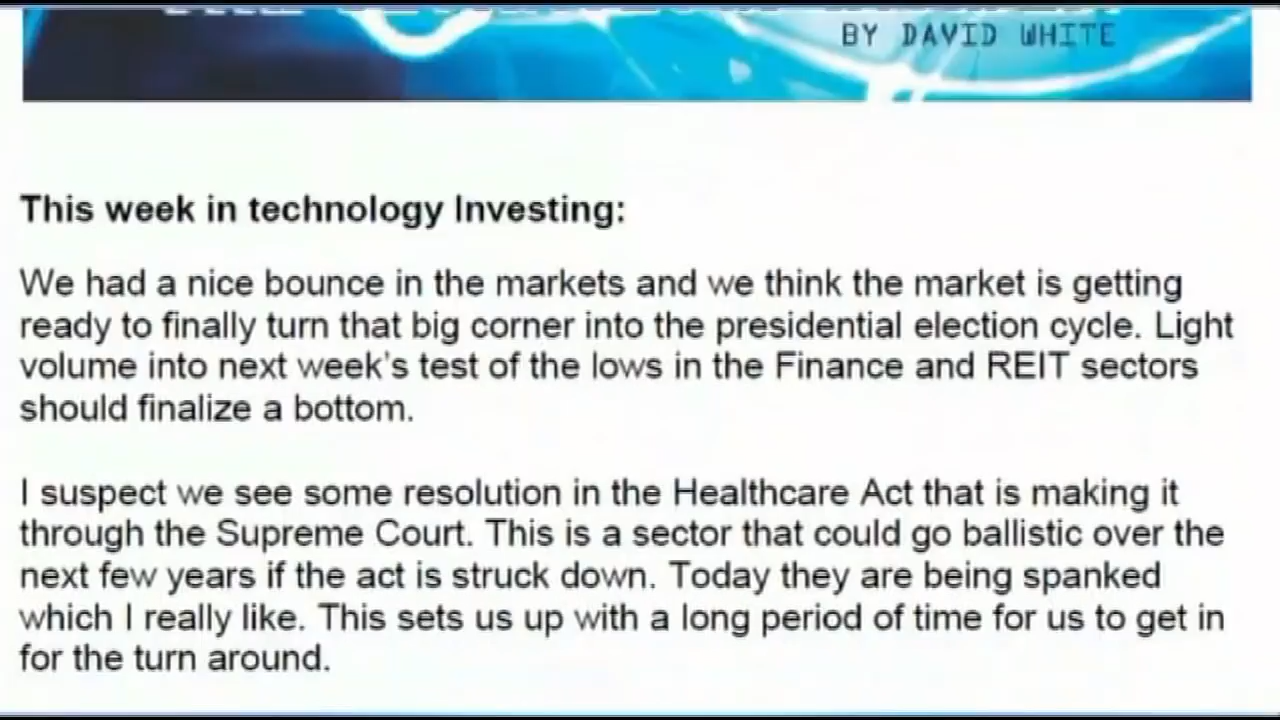 BY DAVID WHITE
This week in technology Investing:
We had a nice bounce in the markets and we think the market is getting
ready to finally turn that big corner into the presidential election cycle. Light
volume into next week's test of the lows in the Finance and REIT sectors
should finalize a bottom.
I suspect we see some resolution in the Healthcare Act that is making it
through the Supreme Court. This is a sector that could go ballistic over the
next few years if the act is struck down. Today they are being spanked
which I really like. This sets us up with a long period of time for us to get in
for the turn around.